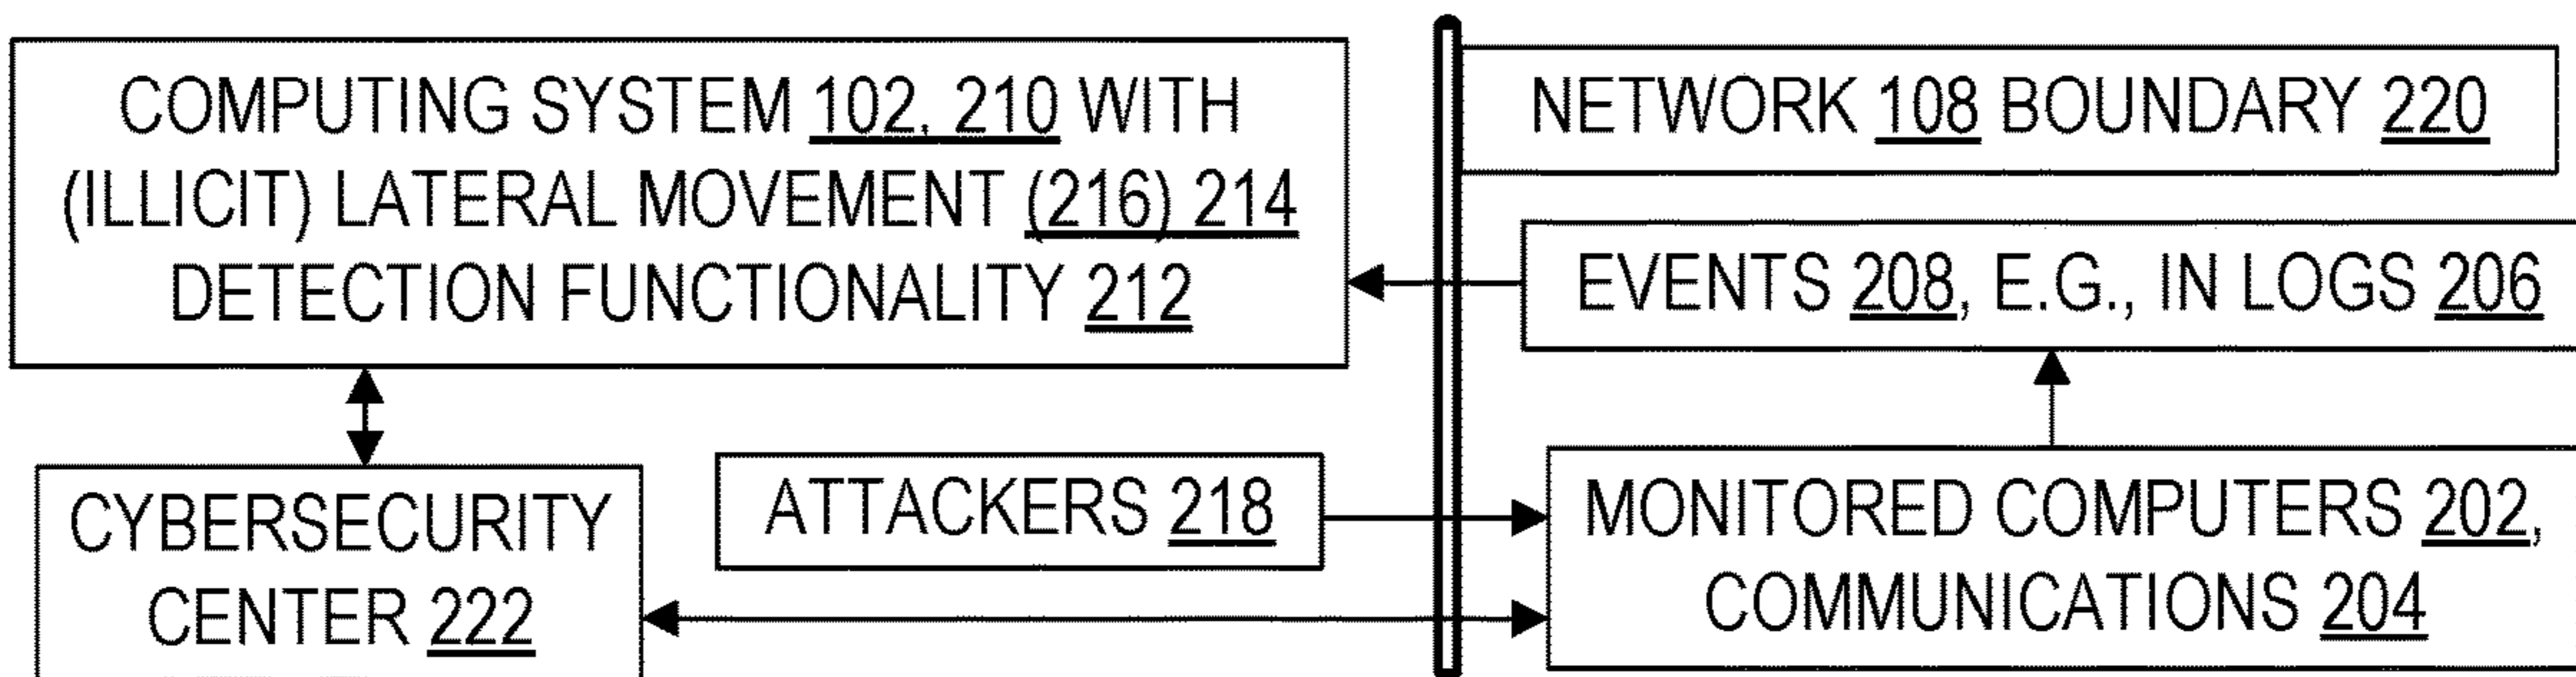 COMPUTING SYSTEM 102, 210 WITH
(ILLICIT) LATERAL MOVEMENT (216) 214
DETECTION FUNCTIONALITY 212
NETWORK 108 BOUNDARY 220
EVENTS 208, E.G., IN LOGS 206
CYBERSECURITY
CENTER 222
ATTACKERS 218
MONITORED COMPUTERS 202,
COMMUNICATIONS 204